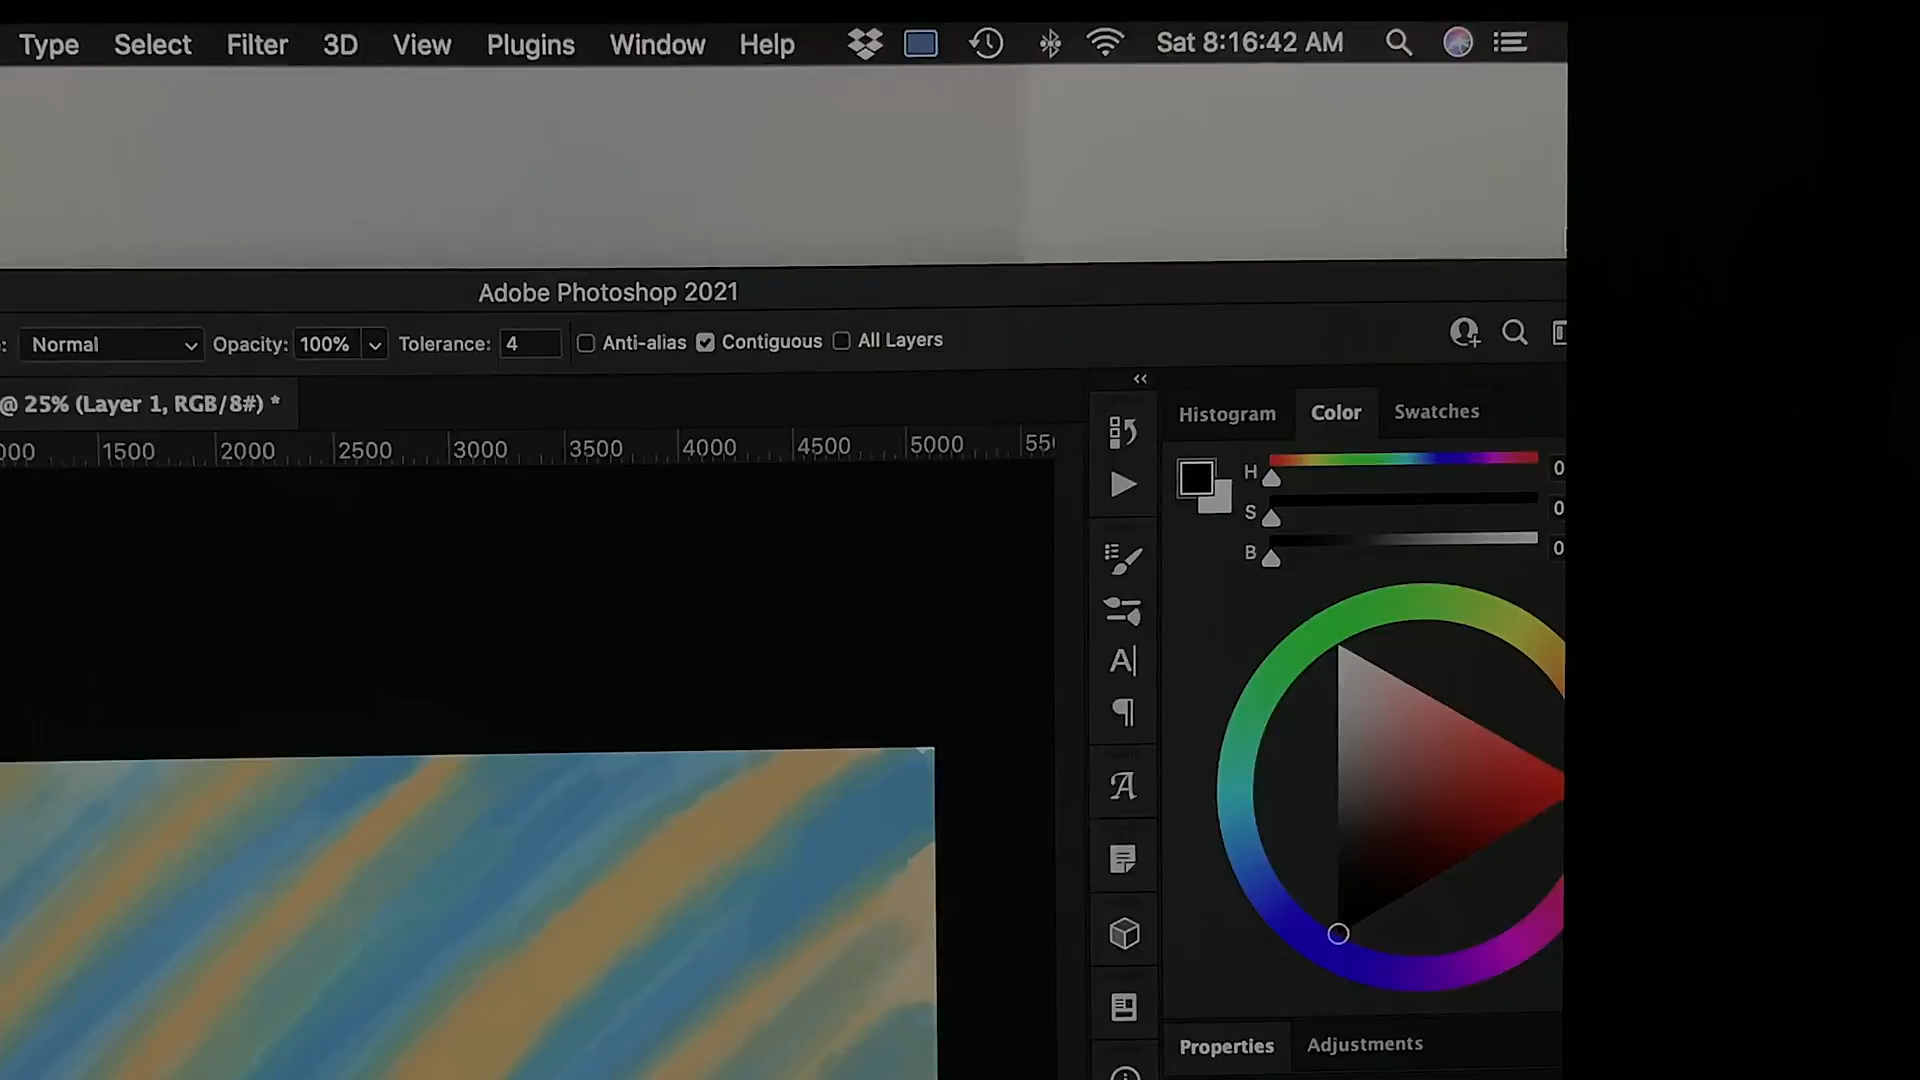 Type Select Filter 3D View Plugins Window Help Sat 8:16:42 AM
Adobe Photoshop 2021
Normal Opacity: 100% Tolerance: 4 Anti-alias Contiguous All Layers
@ 25% (Layer 1, RGB/8#) *
1500 2000 2500 3000 3500 4000 4500 5000
Histogram Color Swatches
H 0
S 0
B 0
Properties Adjustments